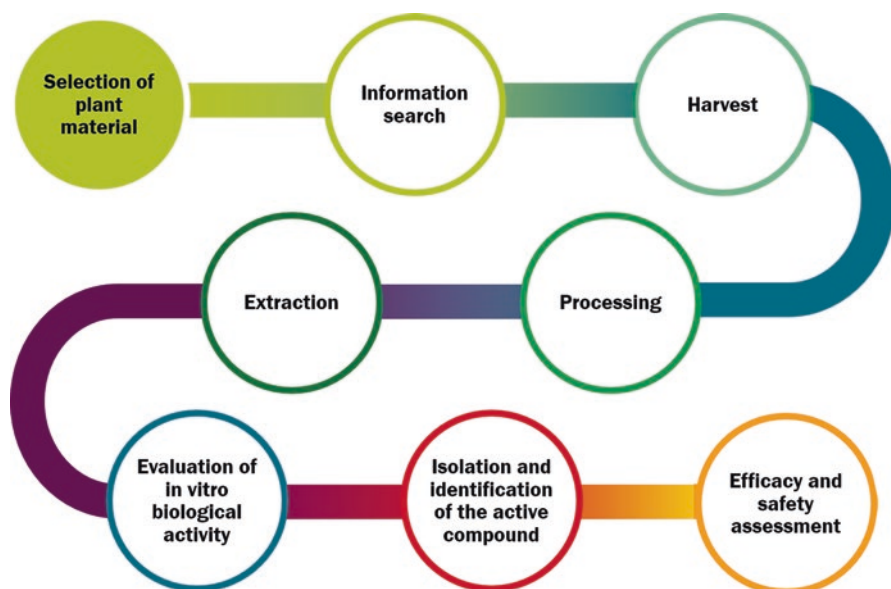 Selection of
plant
material
Information
search
Harvest
Processing
Extraction
Evaluation of
in vitro
biological
activity
Isolation and
identification
of the active
compound
Efficacy and
safety
assessment